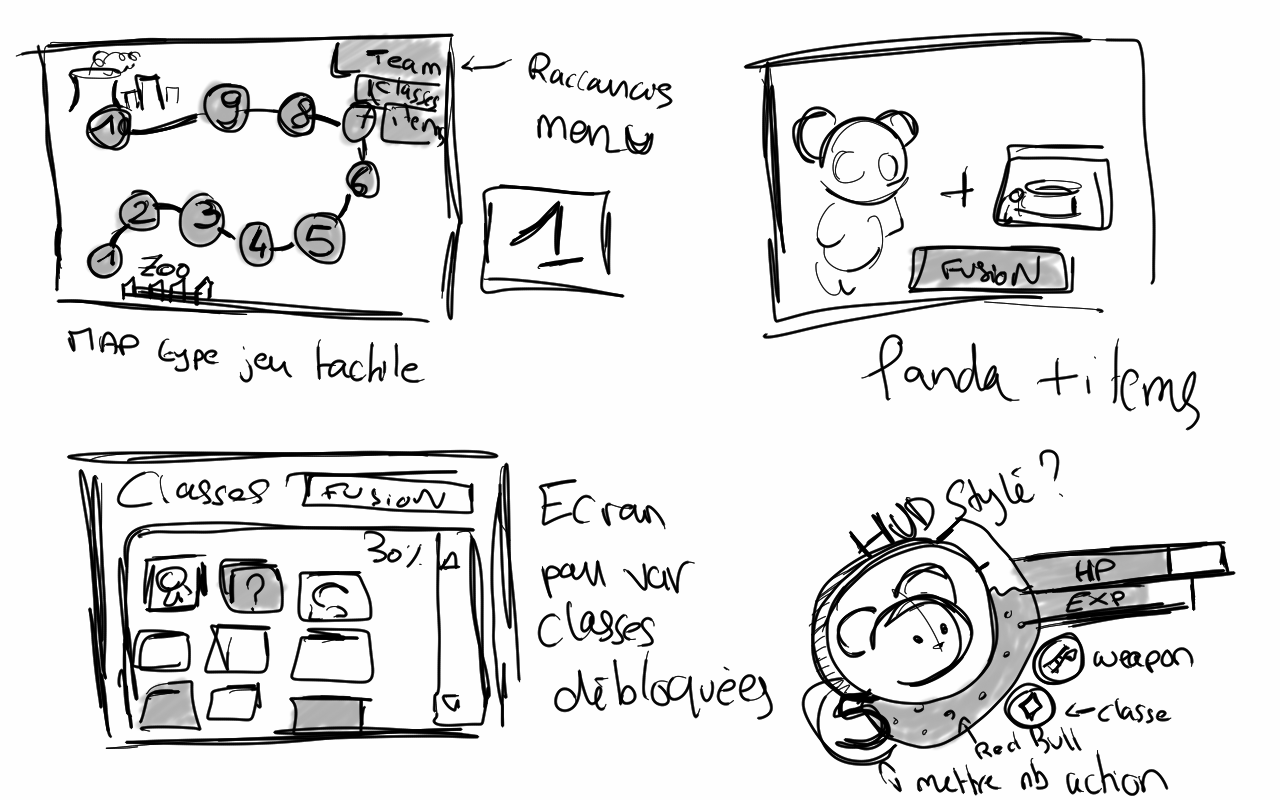 Team
Classes
items
Raccourcis
menu
10
9
8
7
6
2
3
4
5
1
Zoo
1
MAP type jeu tactile
+
FUSION
Panda + items
Classes
FUSION
30%
?
Ecran
pour voir
classes
débloquées
HUD Stylé ?
HP
EXP
weapon
classe
Red Bull
5
mettre nb action